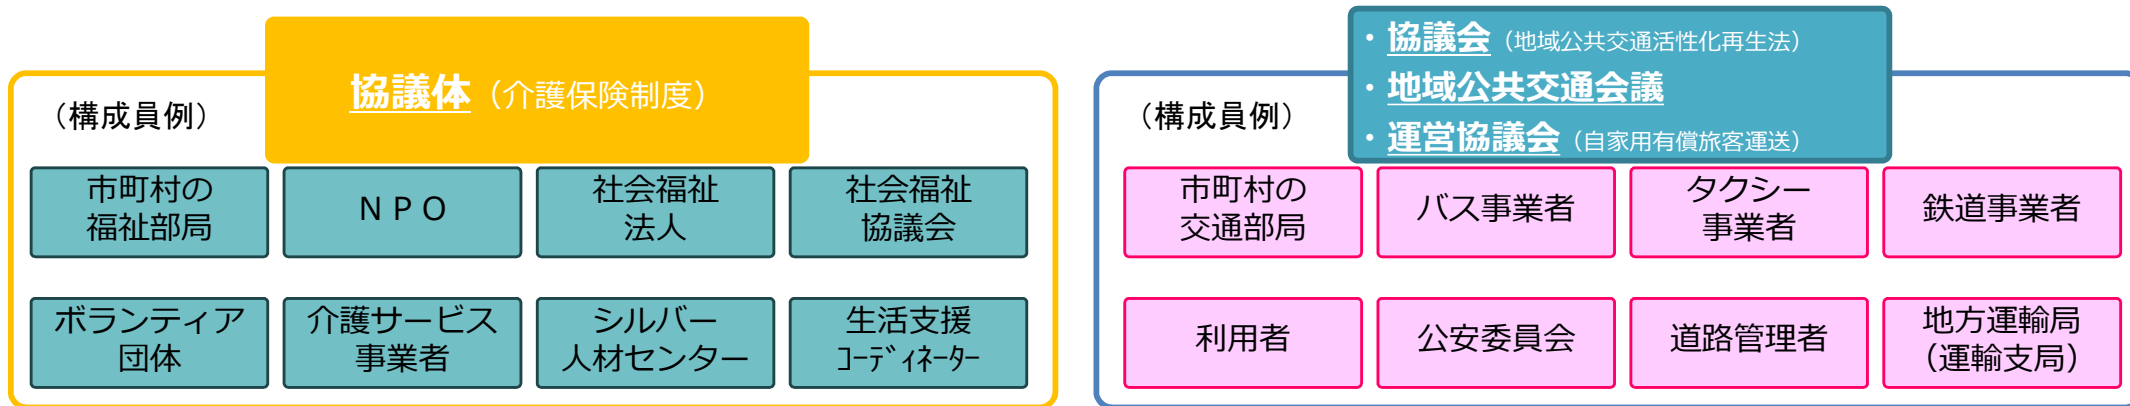 協議体（介護保険制度）
（構成員例）
市町村の
福祉部局
ＮＰＯ
社会福祉
法人
社会福祉
協議会
ボランティア
団体
介護サービス
事業者
シルバー
人材センター
生活支援
ｺｰﾃﾞｨﾈｰﾀｰ
・協議会（地域公共交通活性化再生法）
・地域公共交通会議
・運営協議会（自家用有償旅客運送）
（構成員例）
市町村の
交通部局
バス事業者
タクシー
事業者
鉄道事業者
利用者
公安委員会
道路管理者
地方運輸局
（運輸支局）